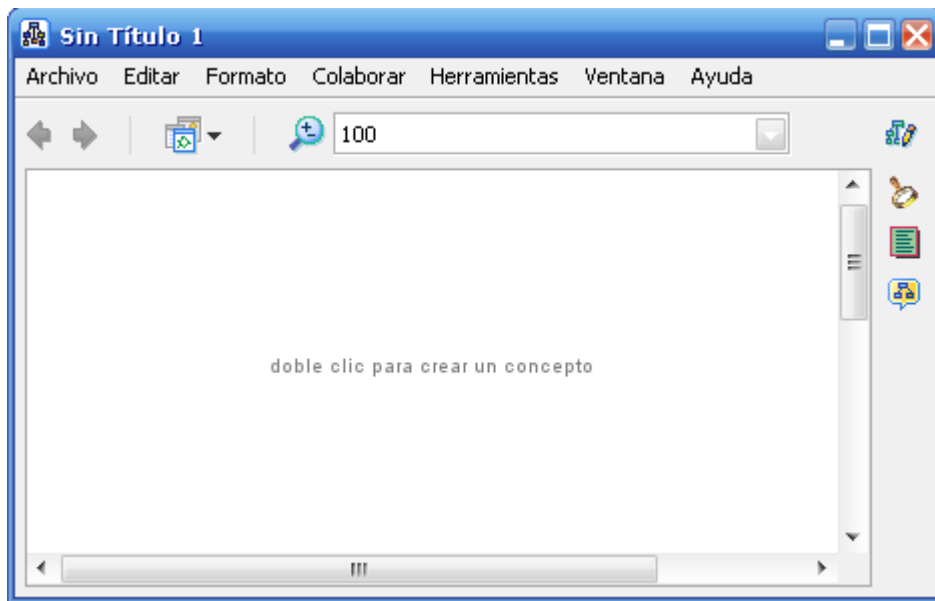 Sin Título 1
Archivo Editar Formato Colaborar Herramientas Ventana Ayuda
100
doble clic para crear un concepto